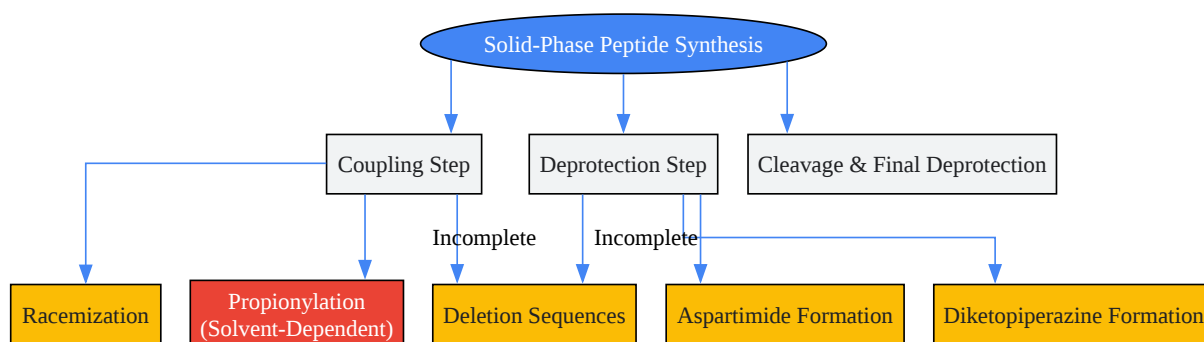 Solid-Phase Peptide Synthesis
Coupling Step
Deprotection Step
Cleavage & Final Deprotection
Incomplete
Incomplete
Racemization
Propionylation
(Solvent-Dependent)
Deletion Sequences
Aspartimide Formation
Diketopiperazine Formation